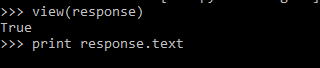 >>> view(response)
True
>>> print response.text